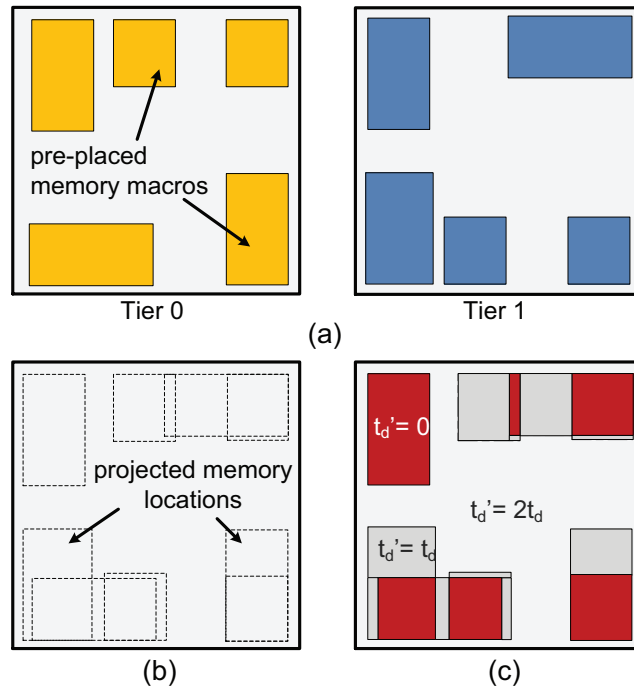 pre-placed
memory macros
Tier 0
Tier 1
(a)
projected memory
locations
(b)
t_d'= 0
t_d'= 2t_d
t_d'= t_d
(c)